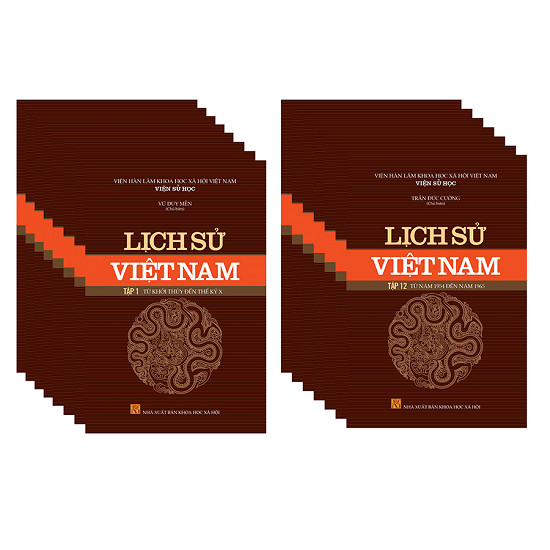 VIỆN HÀN LÂM KHOA HỌC XÃ HỘI VIỆT NAM
VIỆN SỬ HỌC
VŨ DUY MỀN
(Chủ biên)
LỊCH SỬ
VIỆT NAM
TẬP 1 TỪ KHỞI THỦY ĐẾN THẾ KỶ X
NHÀ XUẤT BẢN KHOA HỌC XÃ HỘI
VIỆN HÀN LÂM KHOA HỌC XÃ HỘI VIỆT NAM
VIỆN SỬ HỌC
TRẦN ĐỨC CƯỜNG
(Chủ biên)
LỊCH SỬ
VIỆT NAM
TẬP 12 TỪ NĂM 1954 ĐẾN NĂM 1965
NHÀ XUẤT BẢN KHOA HỌC XÃ HỘI